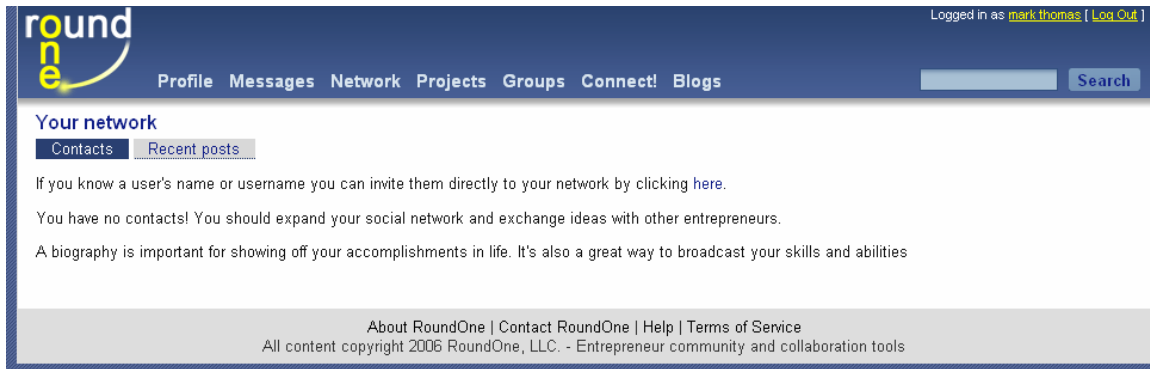 round
one
Logged in as mark thomas [ Log Out ]
Profile Messages Network Projects Groups Connect! Blogs
Search
Your network
Contacts Recent posts
If you know a user's name or username you can invite them directly to your network by clicking here.
You have no contacts! You should expand your social network and exchange ideas with other entrepreneurs.
A biography is important for showing off your accomplishments in life. It's also a great way to broadcast your skills and abilities
About RoundOne | Contact RoundOne | Help | Terms of Service
All content copyright 2006 RoundOne, LLC. - Entrepreneur community and collaboration tools